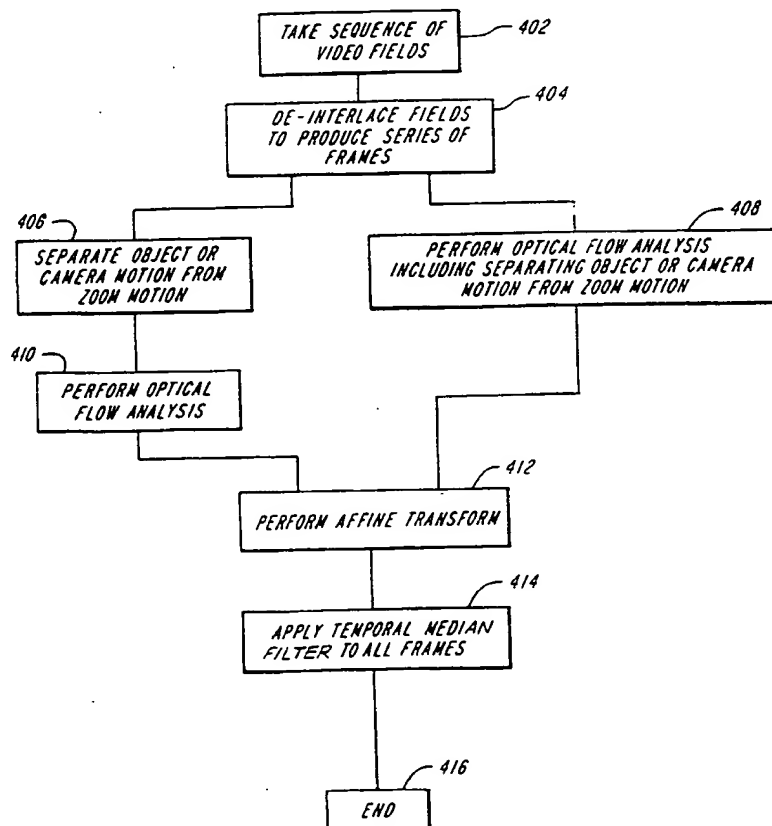 TAKE SEQUENCE OF
VIDEO FIELDS
402
DE-INTERLACE FIELDS
TO PRODUCE SERIES OF
FRAMES
404
406
SEPARATE OBJECT OR
CAMERA MOTION FROM
ZOOM MOTION
408
PERFORM OPTICAL FLOW ANALYSIS
INCLUDING SEPARATING OBJECT OR CAMERA
MOTION FROM ZOOM MOTION
410
PERFORM OPTICAL
FLOW ANALYSIS
412
PERFORM AFFINE TRANSFORM
414
APPLY TEMPORAL MEDIAN
FILTER TO ALL FRAMES
416
END